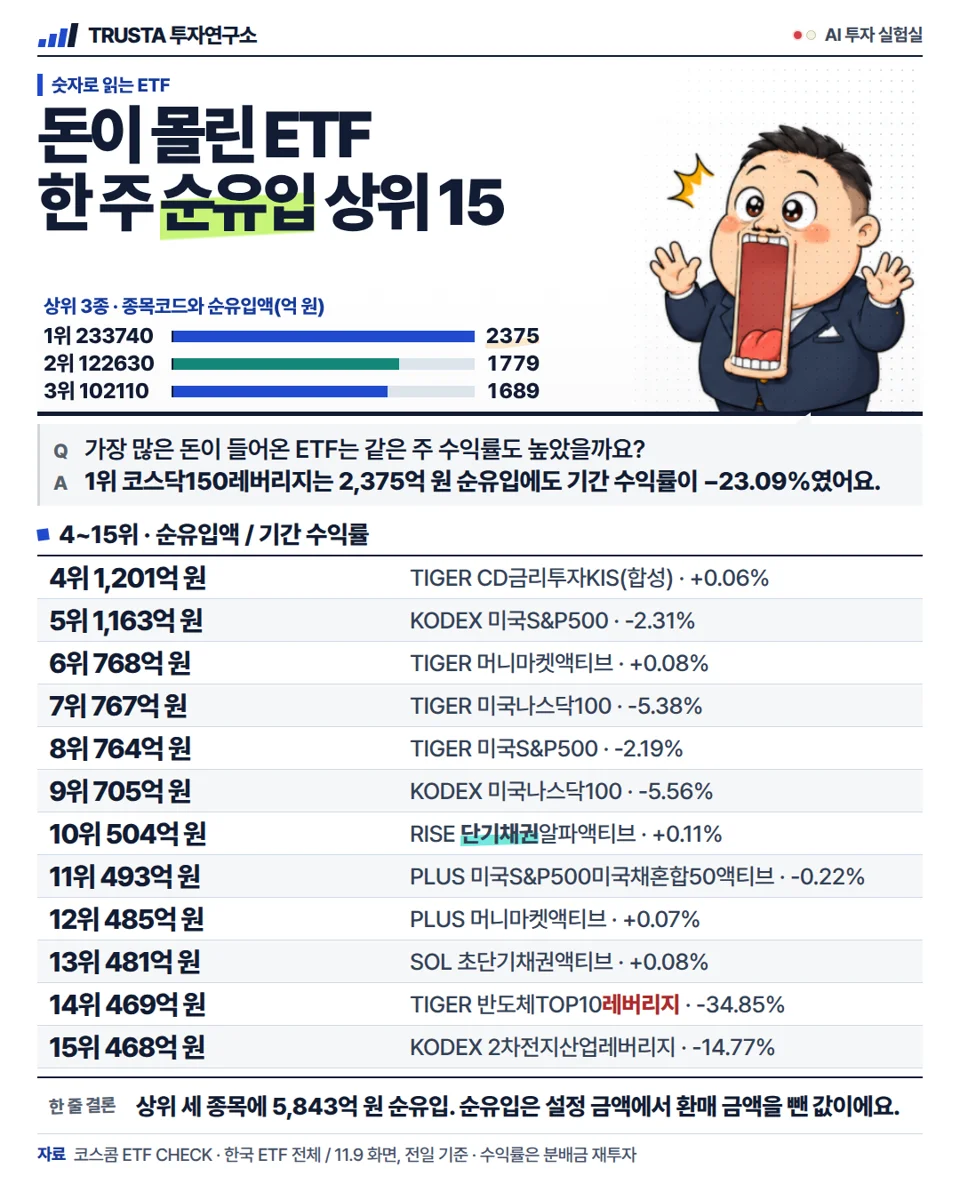 TRUSTA 투자연구소
AI 투자 실험실
숫자로 읽는 ETF
돈이 몰린 ETF
한 주 순유입 상위 15
상위 3종 · 종목코드와 순유입액(억 원)
1위 233740 2375
2위 122630 1779
3위 102110 1689
Q 가장 많은 돈이 들어온 ETF는 같은 주 수익률도 높았을까요?
A 1위 코스닥150레버리지는 2,375억 원 순유입에도 기간 수익률이 −23.09%였어요.
4~15위 · 순유입액 / 기간 수익률
4위 1,201억 원 TIGER CD금리투자KIS(합성) · +0.06%
5위 1,163억 원 KODEX 미국S&P500 · -2.31%
6위 768억 원 TIGER 머니마켓액티브 · +0.08%
7위 767억 원 TIGER 미국나스닥100 · -5.38%
8위 764억 원 TIGER 미국S&P500 · -2.19%
9위 705억 원 KODEX 미국나스닥100 · -5.56%
10위 504억 원 RISE 단기채권알파액티브 · +0.11%
11위 493억 원 PLUS 미국S&P500미국채혼합50액티브 · -0.22%
12위 485억 원 PLUS 머니마켓액티브 · +0.07%
13위 481억 원 SOL 초단기채권액티브 · +0.08%
14위 469억 원 TIGER 반도체TOP10레버리지 · -34.85%
15위 468억 원 KODEX 2차전지산업레버리지 · -14.77%
한 줄 결론 상위 세 종목에 5,843억 원 순유입. 순유입은 설정 금액에서 환매 금액을 뺀 값이에요.
자료 코스콤 ETF CHECK · 한국 ETF 전체 / 11.9 화면, 전일 기준 · 수익률은 분배금 재투자